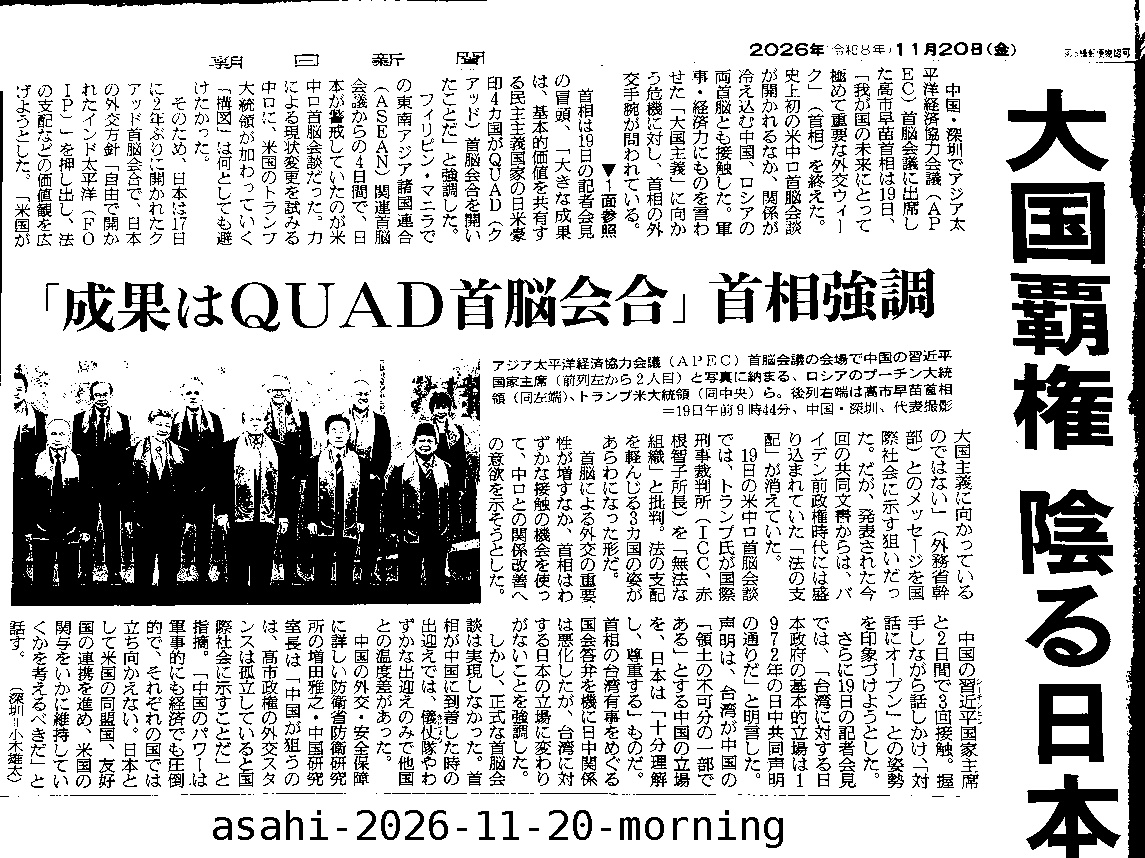 朝日新聞
2026年(令和8年)11月20日(金)
大国覇権 陰る日本
「成果はQUAD首脳会合」首相強調
中国・深圳でアジア太
平洋経済協力会議（AP
EC）首脳会議に出席し
た高市早苗首相は19日、
「我が国の未来にとって
極めて重要な外交ウィー
ク」（首相）を終えた。
史上初の米中ロ首脳会談
が開かれるなか、関係が
冷え込む中国、ロシアの
両首脳とも接触した。軍
事・経済力にものを言わ
せた「大国主義」に向か
う危機に対し、首相の外
交手腕が問われている。
▼1面参照
首相は19日の記者会見
の冒頭、「大きな成果
は、基本的価値を共有す
る民主主義国家の日米豪
印4カ国がQUAD（ク
アッド）首脳会合を開い
たことだ」と強調した。
フィリピン・マニラで
の東南アジア諸国連合
（ASEAN）関連首脳
会議からの4日間で、日
本が警戒していたのが米
中ロ首脳会談だった。力
による現状変更を試みる
中ロに、米国のトランプ
大統領が加わっていく
「構図」は何としても避
けたかった。
そのため、日本は17日
に2年ぶりに開かれたク
アッド首脳会合で、日本
の外交方針「自由で開か
れたインド太平洋（FO
IP）」を押し出し、法
の支配などの価値観を広
げようとした。「米国が
アジア太平洋経済協力会議（APEC）首脳会議の会場で中国の習近平
国家主席（前列左から2人目）と写真に納まる、ロシアのプーチン大統
領（同左端）、トランプ米大統領（同中央）ら。後列右端は高市早苗首相
＝19日午前9時44分、中国・深圳、代表撮影
大国主義に向かっている
のではない」（外務省幹
部）とのメッセージを国
際社会に示す狙いだっ
た。だが、発表された今
回の共同文書からは、バ
イデン前政権時代には盛
り込まれていた「法の支
配」が消えていた。
19日の米中ロ首脳会談
では、トランプ氏が国際
刑事裁判所（ICC、赤
根智子所長）を「無法な
組織」と批判。法の支配
を軽んじる3カ国の姿が
あらわになった形だ。
首脳による外交の重要
性が増すなか、首相はわ
ずかな接触の機会を使っ
て、中ロとの関係改善へ
の意欲を示そうとした。
中国の習近平国家主席
と2日間で3回接触。握
手しながら話しかけ、「対
話にオープン」との姿勢
を印象づけようとした。
さらに19日の記者会見
では、「台湾に対する日
本政府の基本的立場は1
972年の日中共同声明
の通りだ」と明言した。
声明は、台湾が中国の
「領土の不可分の一部で
ある」とする中国の立場
を、日本は「十分理解
し、尊重する」ものだ。
首相の台湾有事をめぐる
国会答弁を機に日中関係
は悪化したが、台湾に対
する日本の立場に変わり
がないことを強調した。
しかし、正式な首脳会
談は実現しなかった。首
相が中国に到着した時の
出迎えでは、儀仗隊やわ
ずかな出迎えのみで他国
との温度差があった。
中国の外交・安全保障
に詳しい防衛省防衛研究
所の増田雅之・中国研究
室長は「中国が狙うの
は、高市政権の外交スタ
ンスは孤立していると国
際社会に示すことだ」と
指摘。「中国のパワーは
軍事的にも経済でも圧倒
的で、それぞれの国では
立ち向かえない。日本と
して米国の同盟国、友好
国の連携を進め、米国の
関与をいかに維持してい
くかを考えるべきだ」と
話す。（深圳＝小木雄太）
asahi-2026-11-20-morning